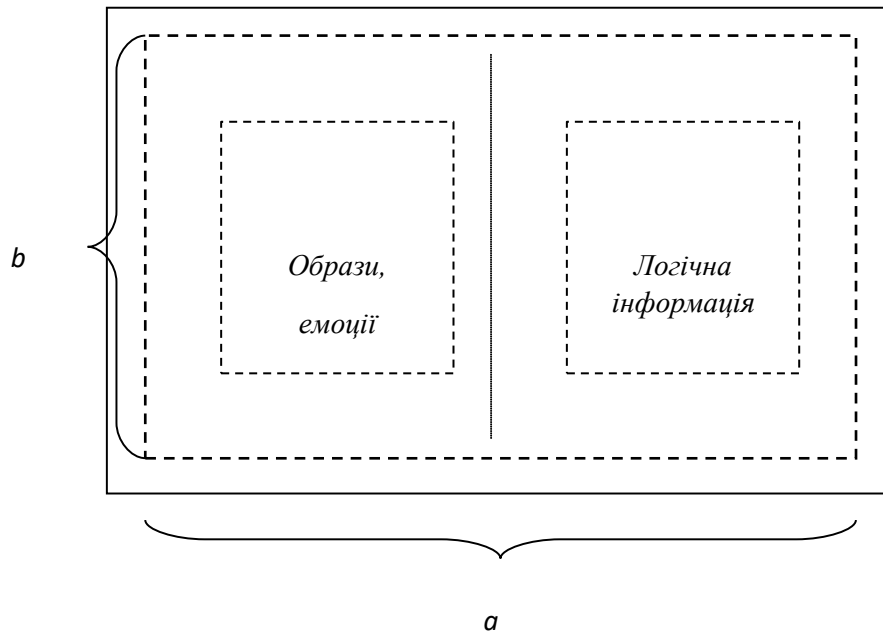 b
Образи,
емоції
Логічна
інформація
a